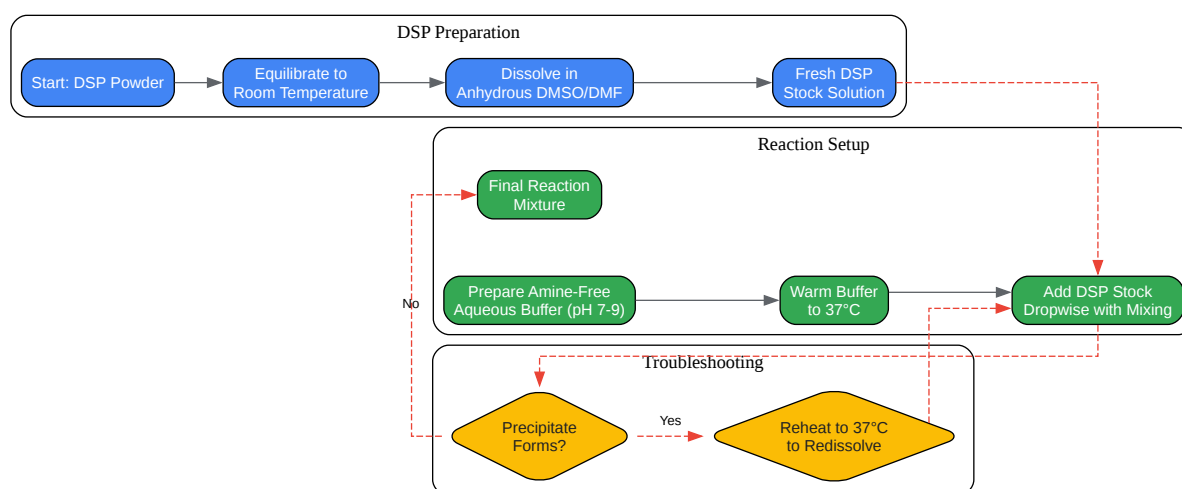 DSP Preparation
Start: DSP Powder
Equilibrate to
Room Temperature
Dissolve in
Anhydrous DMSO/DMF
Fresh DSP
Stock Solution
Reaction Setup
Final Reaction
Mixture
Prepare Amine-Free
Aqueous Buffer (pH 7-9)
Warm Buffer
to 37°C
Add DSP Stock
Dropwise with Mixing
No
Troubleshooting
Precipitate
Forms?
Yes
Reheat to 37°C
to Redissolve